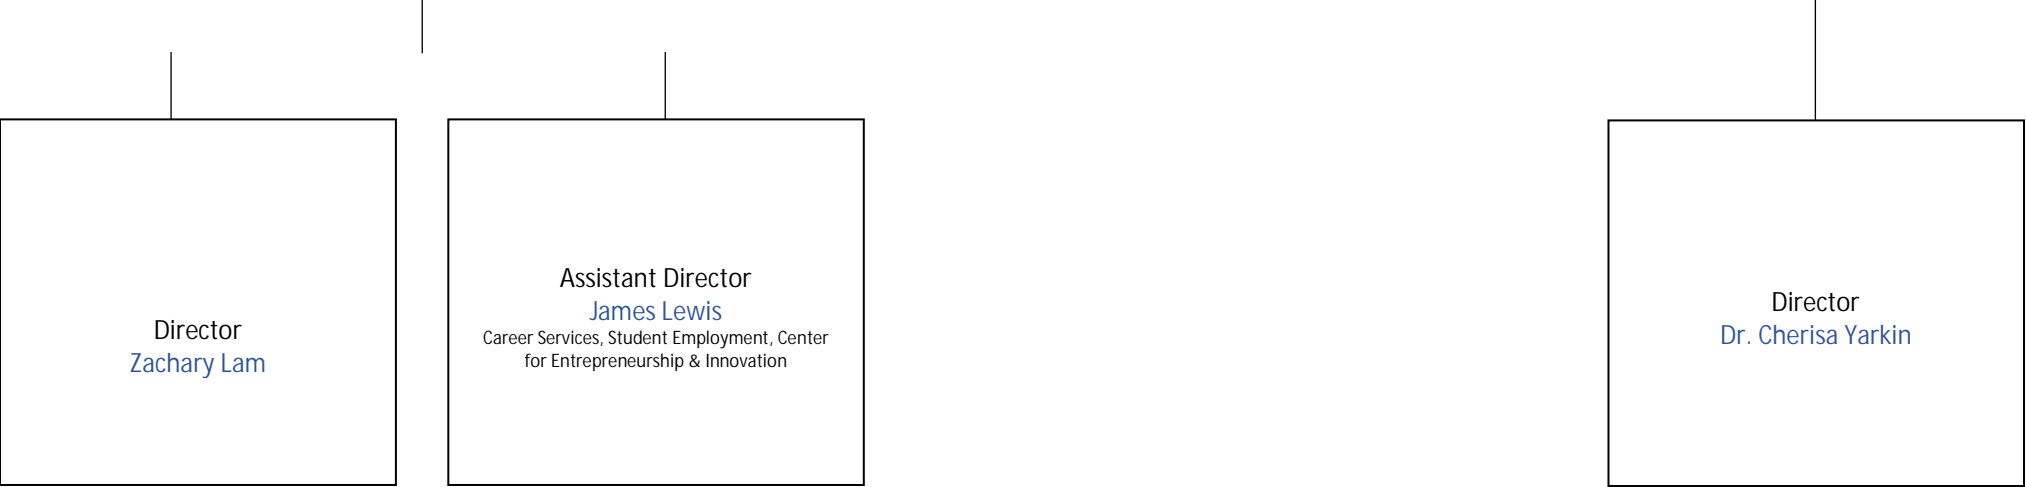 Director
Zachary Lam
Assistant Director
James Lewis
Career Services, Student Employment, Center
for Entrepreneurship & Innovation
Director
Dr. Cherisa Yarkin